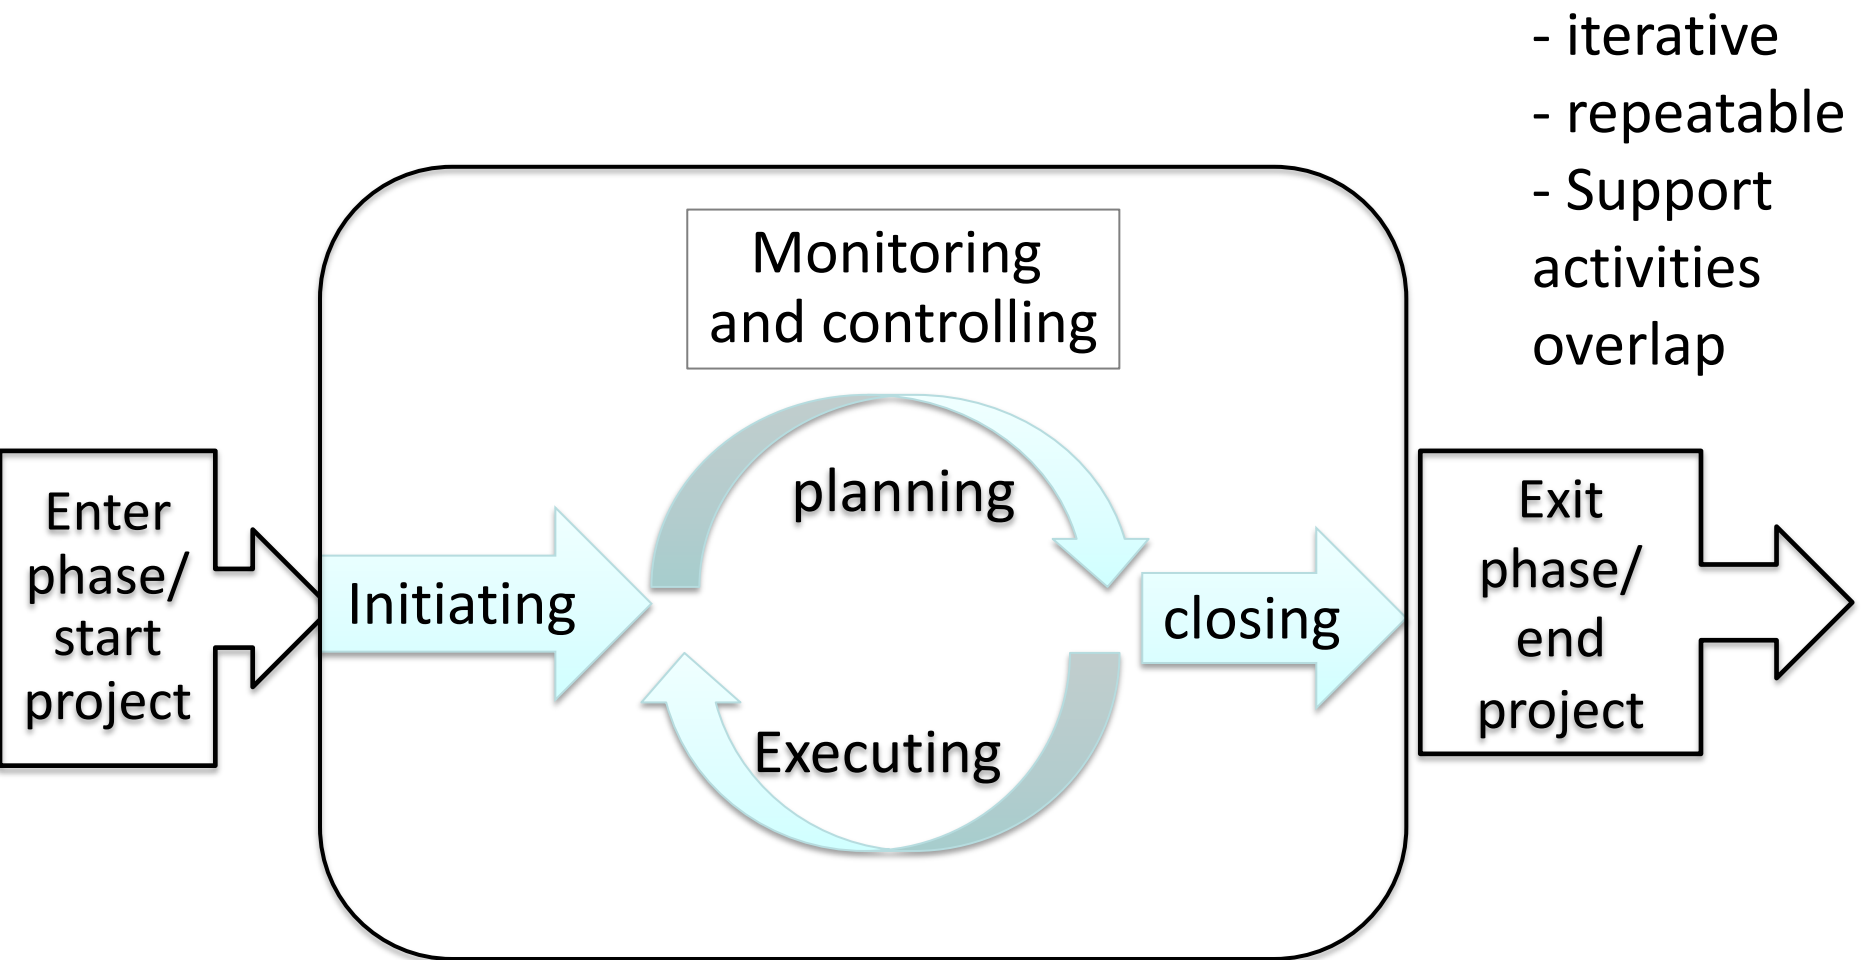 - iterative
- repeatable
- Support
activities
overlap
Monitoring
and controlling
Enter
phase/
start
project
Initiating
planning
Executing
closing
Exit
phase/
end
project